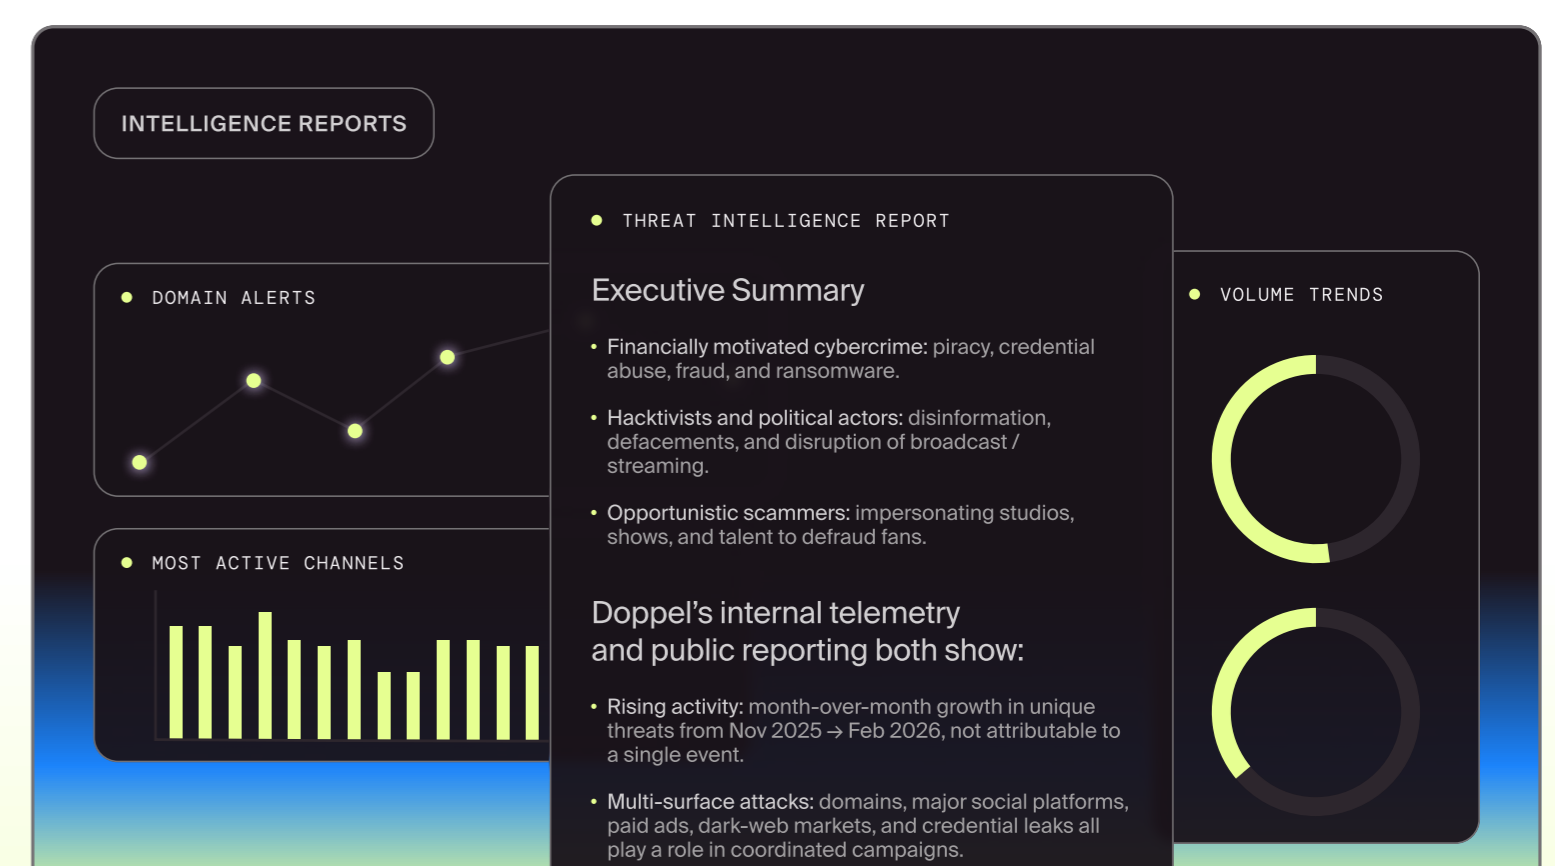 INTELLIGENCE REPORTS
THREAT INTELLIGENCE REPORT
Executive Summary
• Financially motivated cybercrime: piracy, credential
abuse, fraud, and ransomware.
• Hacktivists and political actors: disinformation,
defacements, and disruption of broadcast /
streaming.
• Opportunistic scammers: impersonating studios,
shows, and talent to defraud fans.
Doppel’s internal telemetry
and public reporting both show:
• Rising activity: month-over-month growth in unique
threats from Nov 2025 → Feb 2026, not attributable to
a single event.
• Multi-surface attacks: domains, major social platforms,
paid ads, dark-web markets, and credential leaks all
play a role in coordinated campaigns.
DOMAIN ALERTS
MOST ACTIVE CHANNELS
VOLUME TRENDS